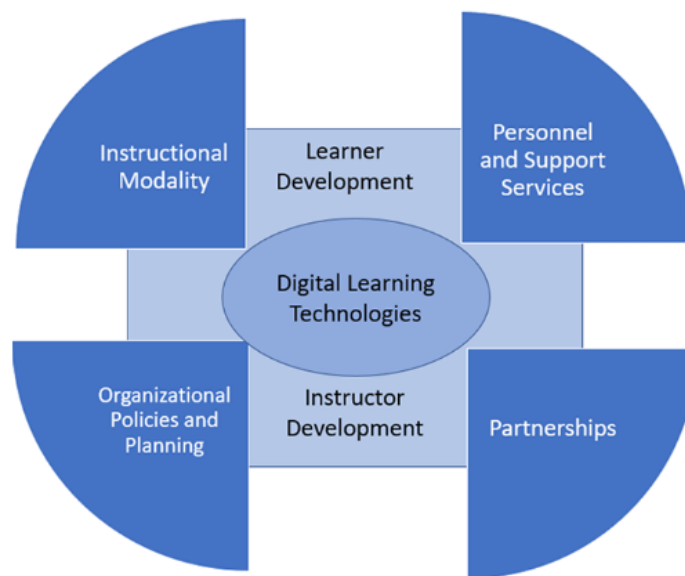 Instructional
Modality
Learner
Development
Personnel
and Support
Services
Digital Learning
Technologies
Organizational
Policies and
Planning
Instructor
Development
Partnerships